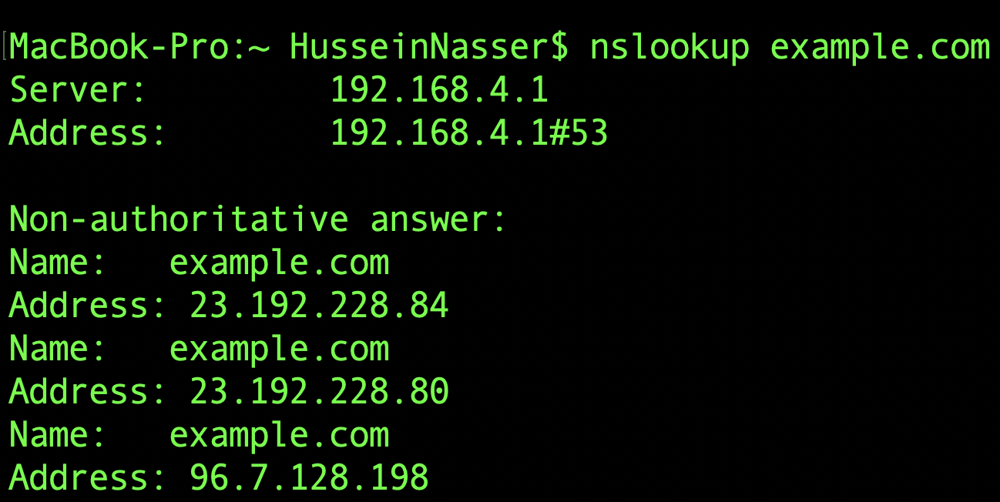 MacBook-Pro:~ HusseinNasser$ nslookup example.com
Server:		192.168.4.1
Address:	192.168.4.1#53

Non-authoritative answer:
Name:	example.com
Address: 23.192.228.84
Name:	example.com
Address: 23.192.228.80
Name:	example.com
Address: 96.7.128.198